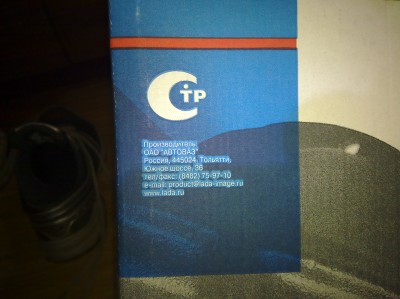 СТР
Производитель:
ОАО "АВТОВАЗ"
Россия, 445024, Тольятти,
Южное шоссе, 36
тел./факс: (8482) 75-97-10
e-mail: product@lada-image.ru
www.lada.ru